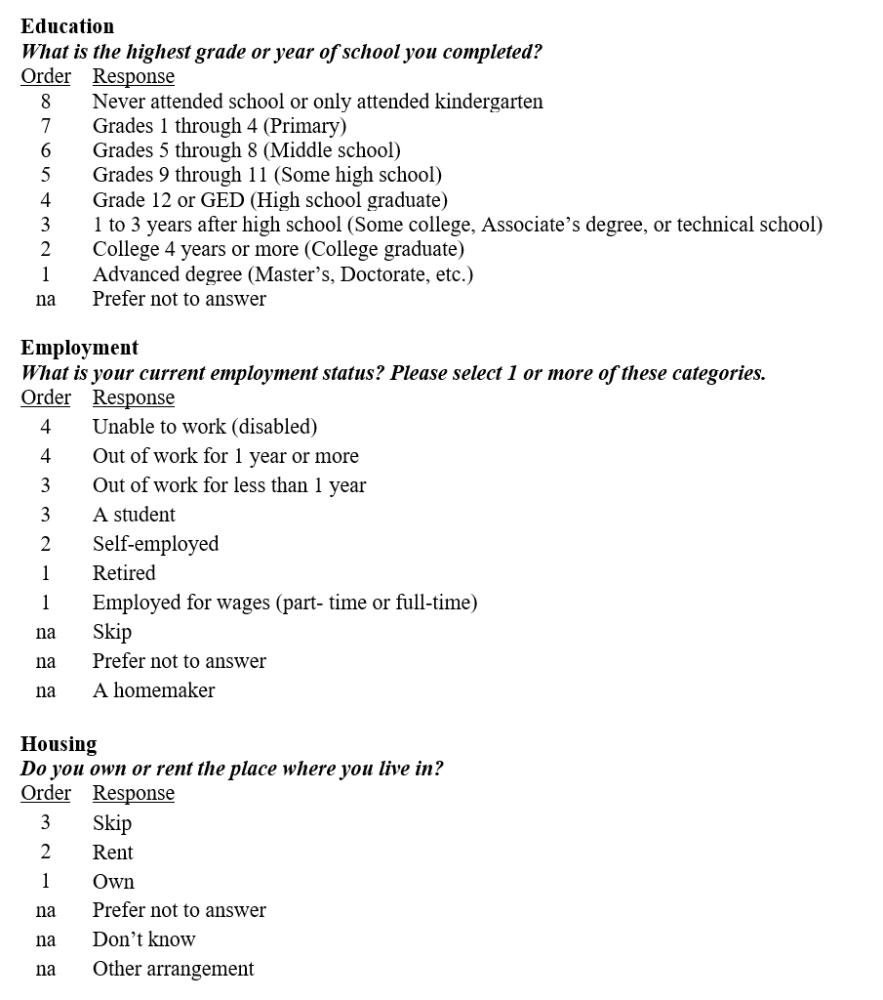 Education
What is the highest grade or year of school you completed?
Order Response
8 Never attended school or only attended kindergarten
7 Grades 1 through 4 (Primary)
6 Grades 5 through 8 (Middle school)
5 Grades 9 through 11 (Some high school)
4 Grade 12 or GED (High school graduate)
3 1 to 3 years after high school (Some college, Associate’s degree, or technical school)
2 College 4 years or more (College graduate)
1 Advanced degree (Master’s, Doctorate, etc.)
na Prefer not to answer
Employment
What is your current employment status? Please select 1 or more of these categories.
Order Response
4 Unable to work (disabled)
4 Out of work for 1 year or more
3 Out of work for less than 1 year
3 A student
2 Self-employed
1 Retired
1 Employed for wages (part- time or full-time)
na Skip
na Prefer not to answer
na A homemaker
Housing
Do you own or rent the place where you live in?
Order Response
3 Skip
2 Rent
1 Own
na Prefer not to answer
na Don’t know
na Other arrangement